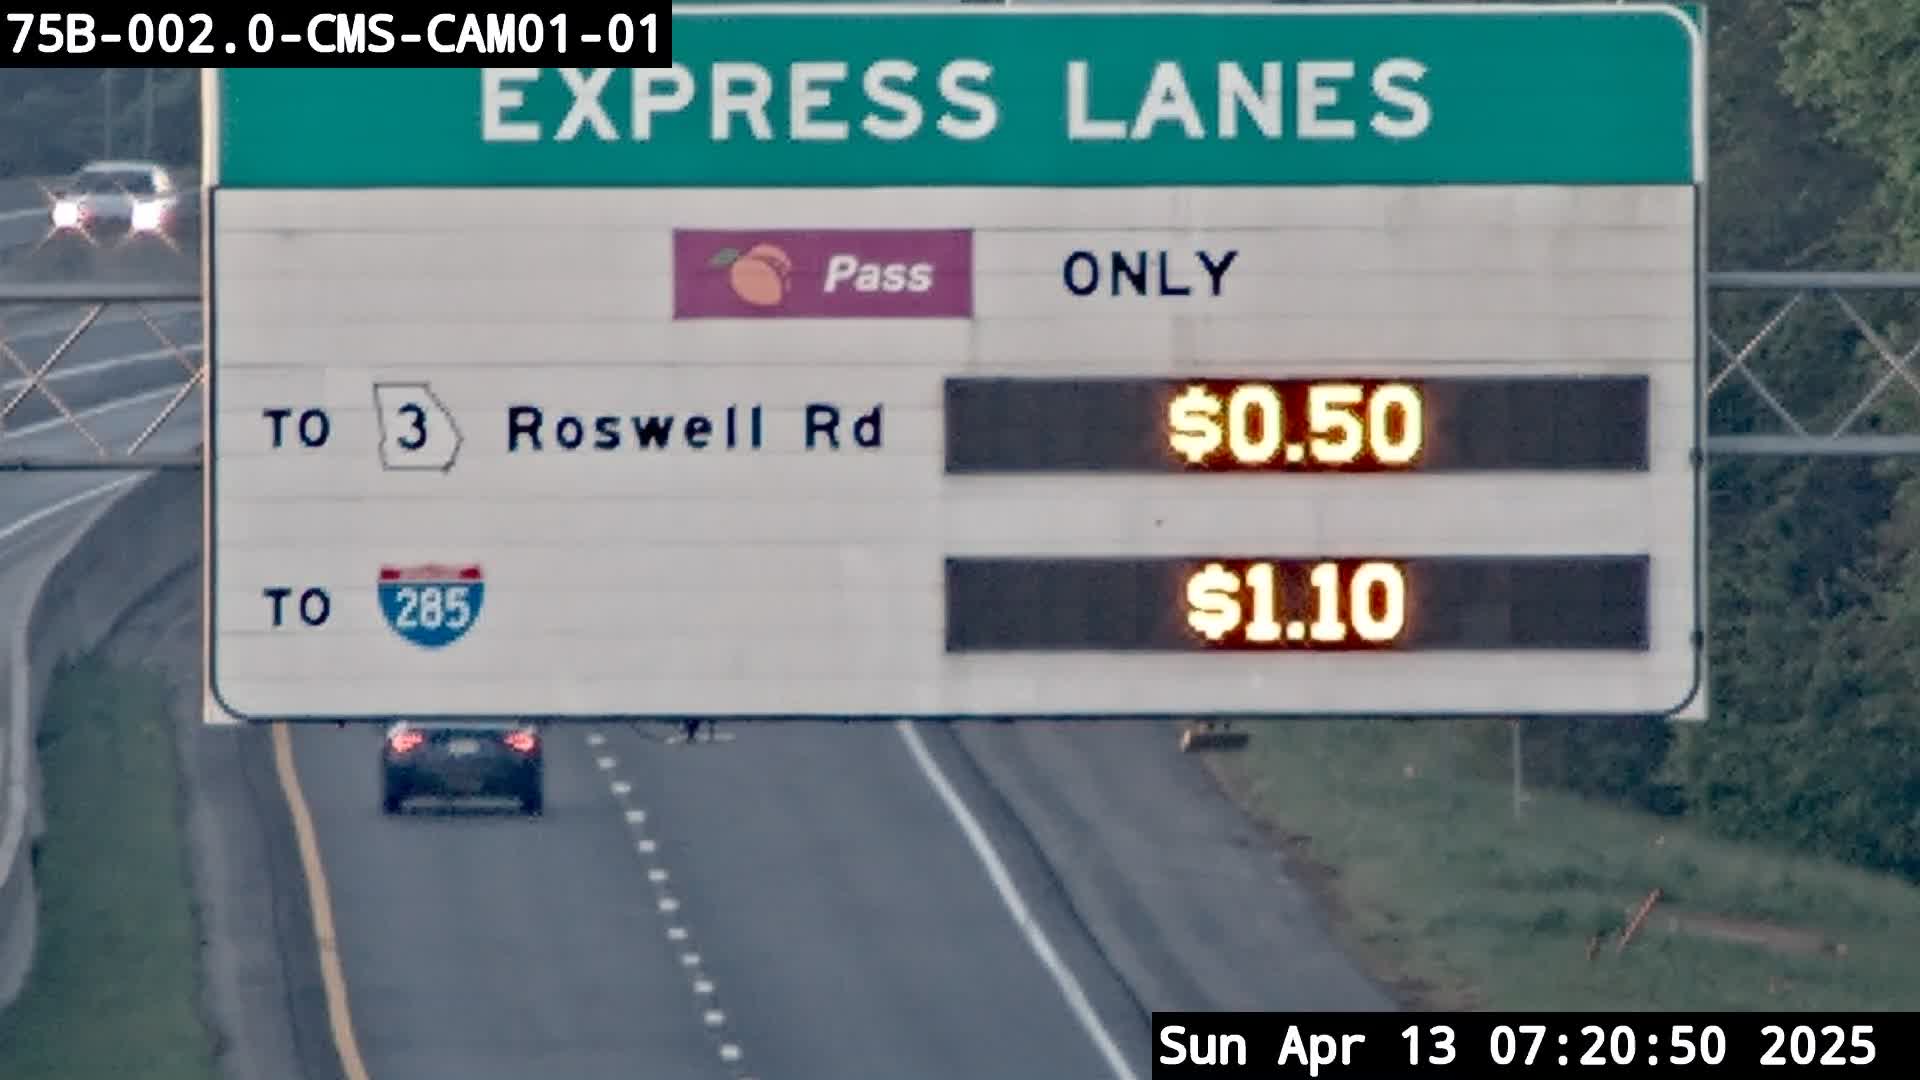 75B-002.0-CMS-CAM01-01
EXPRESS LANES
Pass ONLY
TO 3 Roswell Rd $0.50
TO 285 $1.10
Sun Apr 13 07:20:50 2025